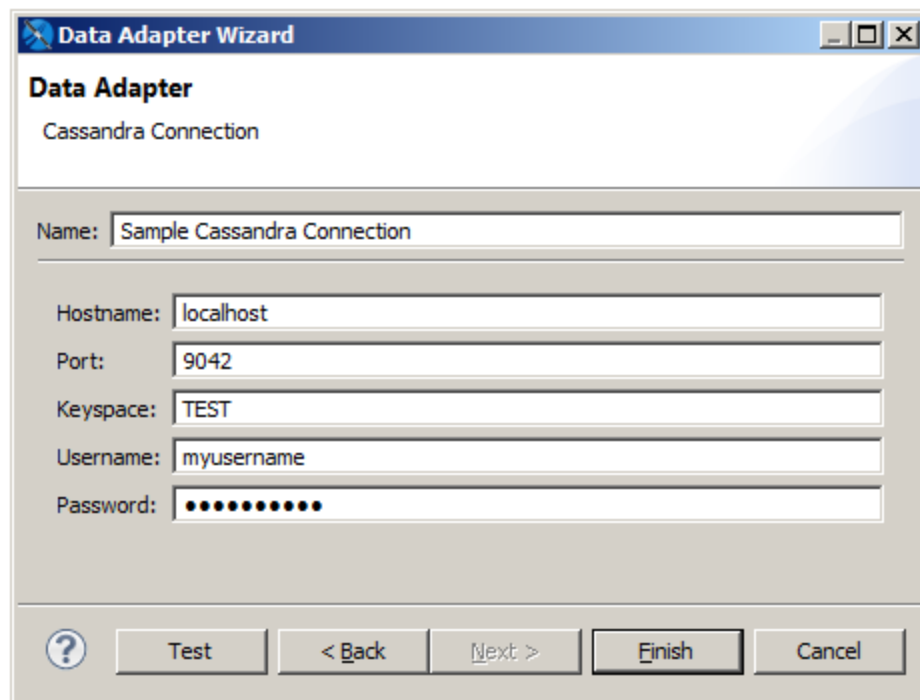 Data Adapter Wizard
Data Adapter
Cassandra Connection
Name: Sample Cassandra Connection
Hostname: localhost
Port: 9042
Keyspace: TEST
Username: myusername
Password: ●●●●●●●●●●
? Test < Back Next > Finish Cancel